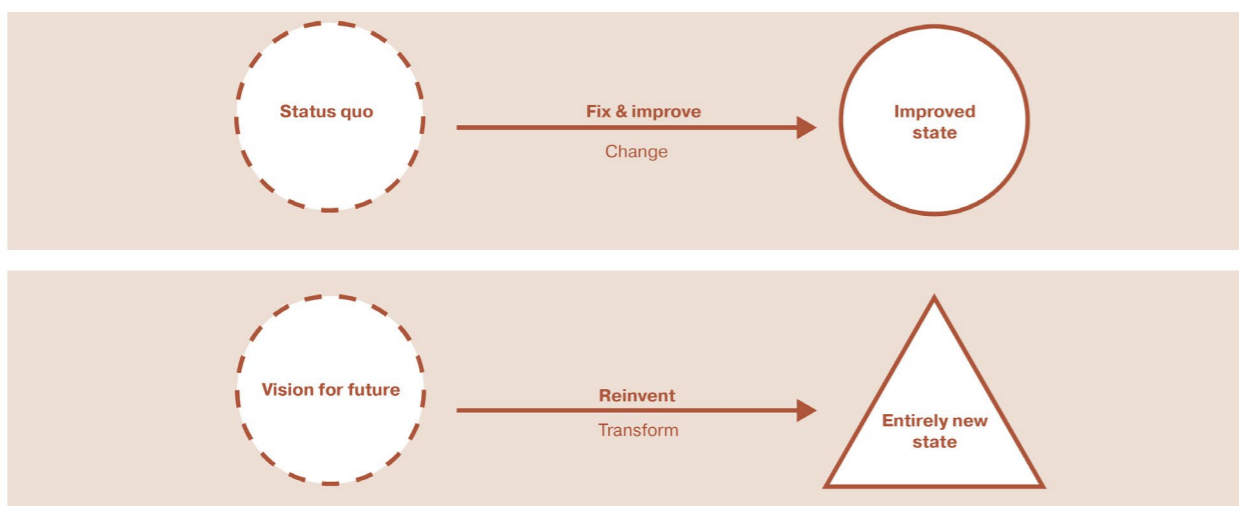 Status quo
Fix & improve
Change
Improved
state
Vision for future
Reinvent
Transform
Entirely new
state